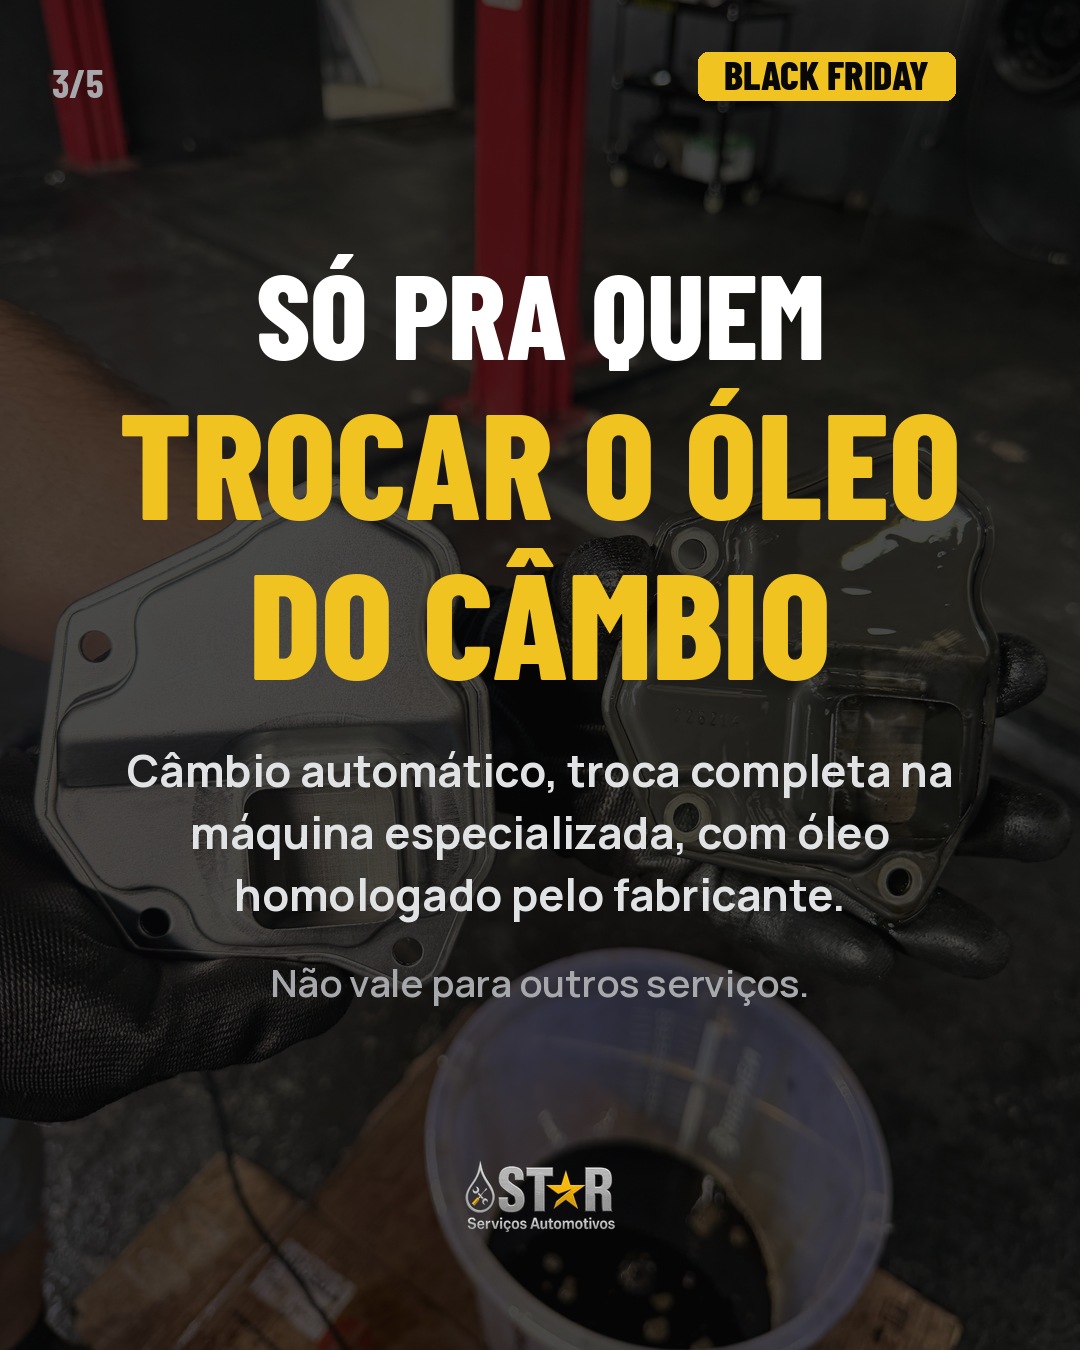 3/5
BLACK FRIDAY
SÓ PRA QUEM
TROCAR O ÓLEO
DO CÂMBIO
Câmbio automático, troca completa na
máquina especializada, com óleo
homologado pelo fabricante.
Não vale para outros serviços.
STAR
Serviços Automotivos